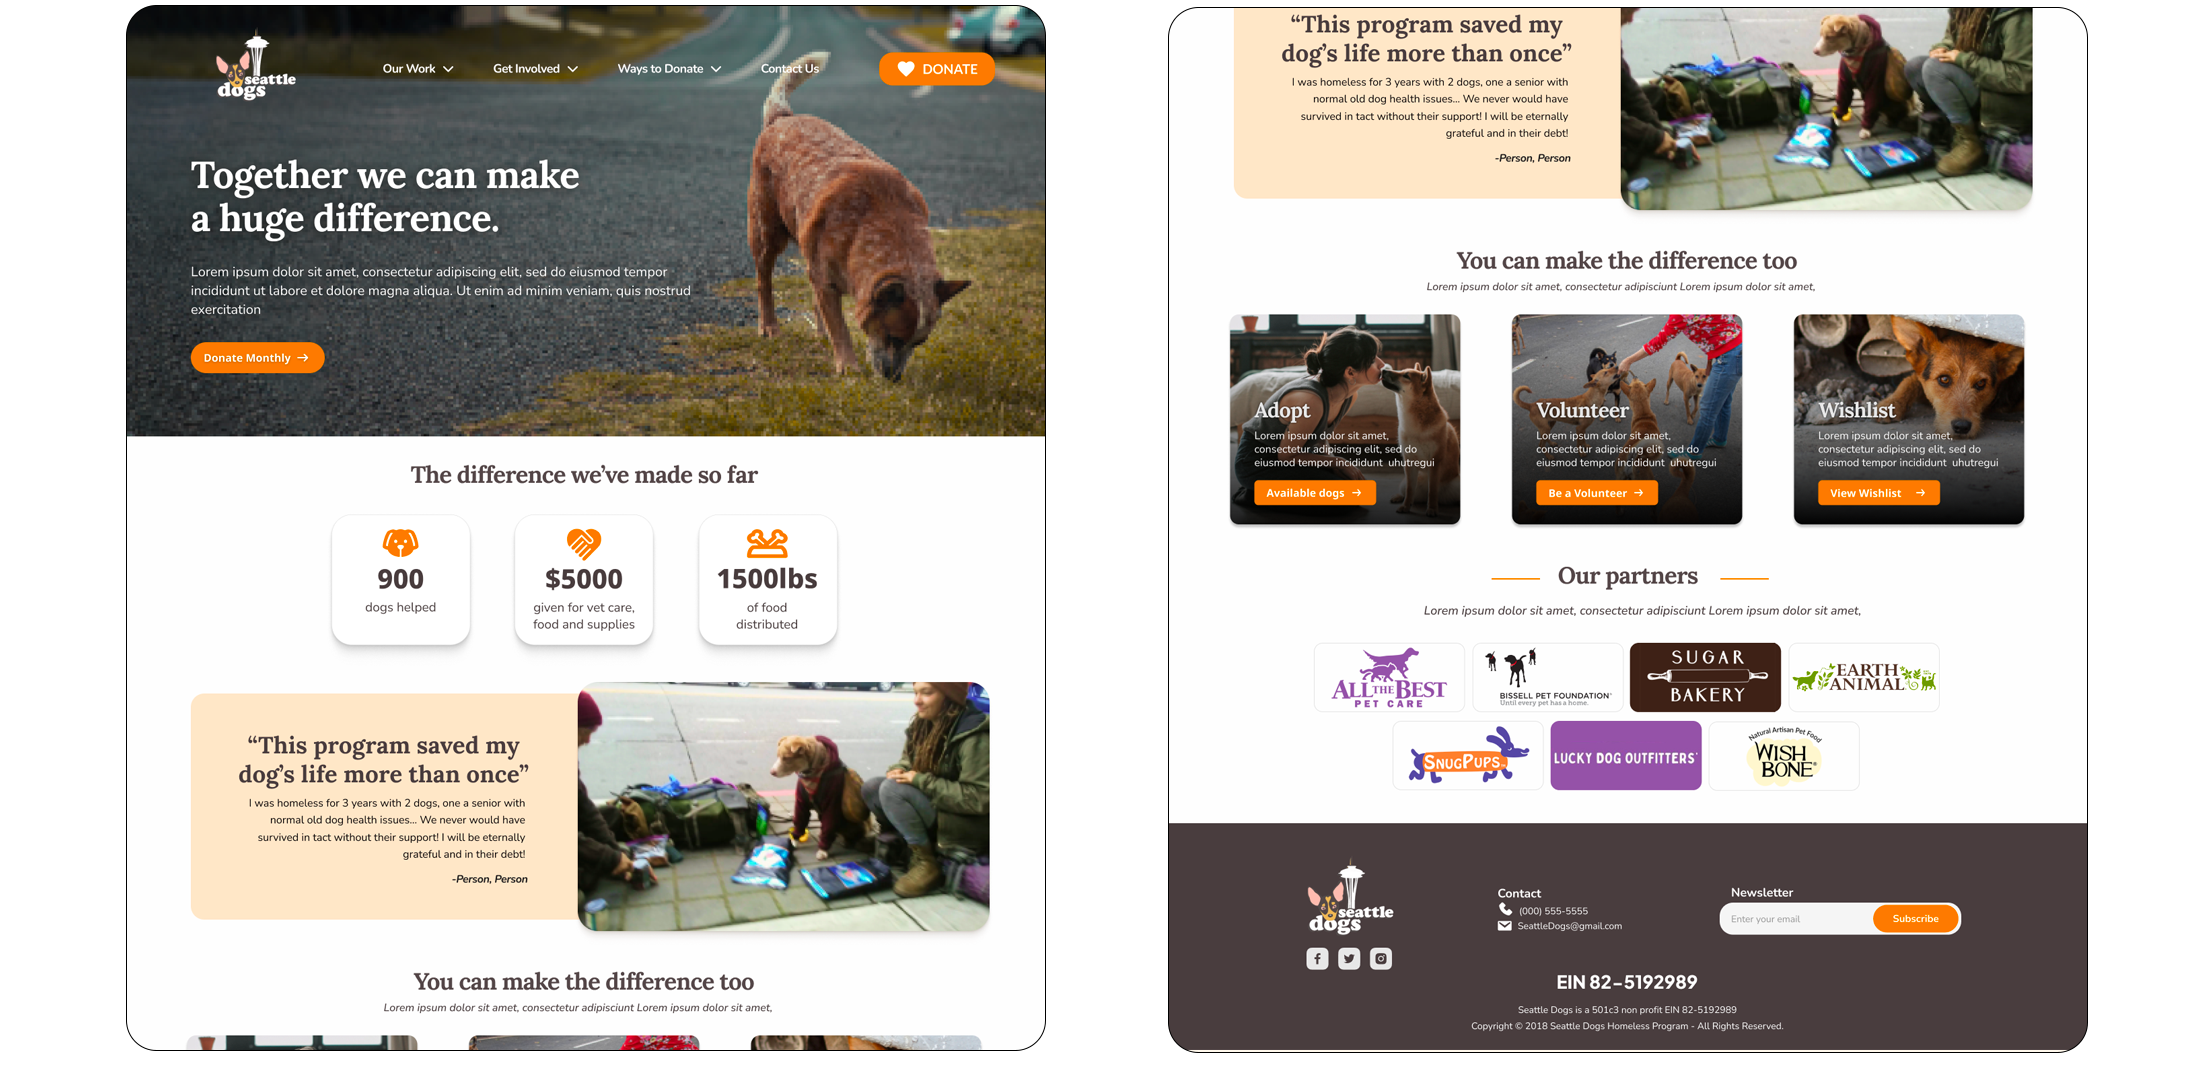 seattle
dogs
Our Work
Get Involved
Ways to Donate
Contact Us
DONATE
Together we can make
a huge difference.
Lorem ipsum dolor sit amet, consectetur adipiscing elit, sed do eiusmod tempor
incididunt ut labore et dolore magna aliqua. Ut enim ad minim veniam, quis nostrud
exercitation
Donate Monthly →
The difference we've made so far
900
dogs helped
$5000
given for vet care,
food and supplies
1500lbs
of food
distributed
“This program saved my
dog’s life more than once”
I was homeless for 3 years with 2 dogs, one a senior with
normal old dog health issues... We never would have
survived in tact without their support! I will be eternally
grateful and in their debt!
-Person, Person
You can make the difference too
Lorem ipsum dolor sit amet, consectetur adipisciunt Lorem ipsum dolor sit amet,
“This program saved my
dog’s life more than once”
I was homeless for 3 years with 2 dogs, one a senior with
normal old dog health issues... We never would have
survived in tact without their support! I will be eternally
grateful and in their debt!
-Person, Person
You can make the difference too
Lorem ipsum dolor sit amet, consectetur adipisciunt Lorem ipsum dolor sit amet,
Adopt
Lorem ipsum dolor sit amet,
consectetur adipiscing elit, sed do
eiusmod tempor incididunt uhutregui
Available dogs →
Volunteer
Lorem ipsum dolor sit amet,
consectetur adipiscing elit, sed do
eiusmod tempor incididunt uhutregui
Be a Volunteer →
Wishlist
Lorem ipsum dolor sit amet,
consectetur adipiscing elit, sed do
eiusmod tempor incididunt uhutregui
View Wishlist →
Our partners
Lorem ipsum dolor sit amet, consectetur adipisciunt Lorem ipsum dolor sit amet,
ALL THE BEST
PET CARE
BISSELL PET FOUNDATION
Until every pet has a home.
SUGAR
BAKERY
EARTH
ANIMAL
SNUGPUPS
LUCKY DOG OUTFITTERS
Natural Artisan Pet Food
WISH
BONE®
seattle
dogs
Contact
(000) 555-5555
SeattleDogs@gmail.com
Newsletter
Enter your email
Subscribe
EIN 82-5192989
Seattle Dogs is a 501c3 non profit EIN 82-5192989
Copyright © 2018 Seattle Dogs Homeless Program - All Rights Reserved.